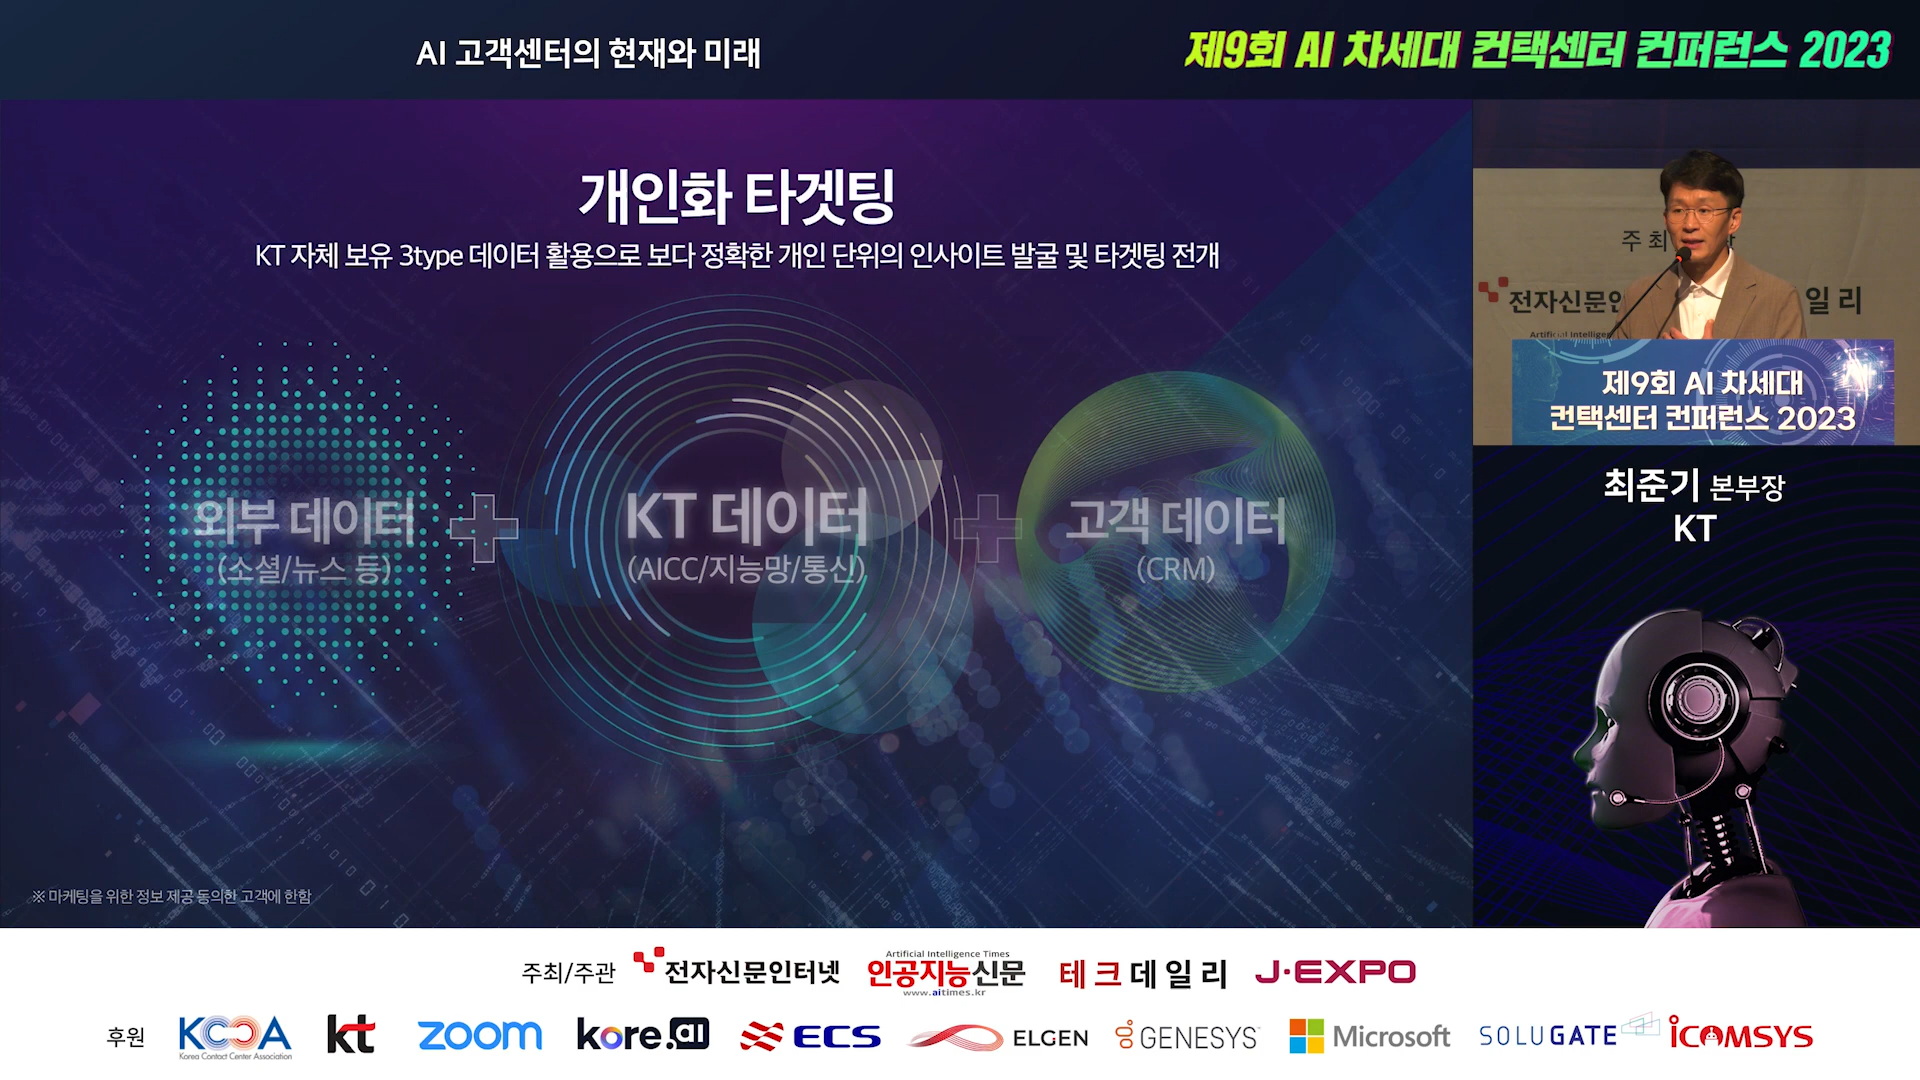 AI 고객센터의 현재와 미래
제9회 AI 차세대 컨택센터 컨퍼런스 2023
개인화 타겟팅
KT 자체 보유 3type 데이터 활용으로 보다 정확한 개인 단위의 인사이트 발굴 및 타겟팅 전개
외부 데이터
(소셜/뉴스 등)
KT 데이터
(AICC/지능망/통신)
고객 데이터
(CRM)
※ 마케팅을 위한 정보 제공 동의한 고객에 한함
주최
전자신문인
일리
제9회 AI 차세대
컨택센터 컨퍼런스 2023
최준기 본부장
KT
주최/주관
전자신문인터넷
Artificial Intelligence Times
인공지능신문
www.aitimes.kr
테크데일리
J·EXPO
후원
KCCA
Korea Contact Center Association
kt
zoom
kore.ai
ECS
ELGEN
GENESYS
Microsoft
SOLUGATE
iCOMSYS